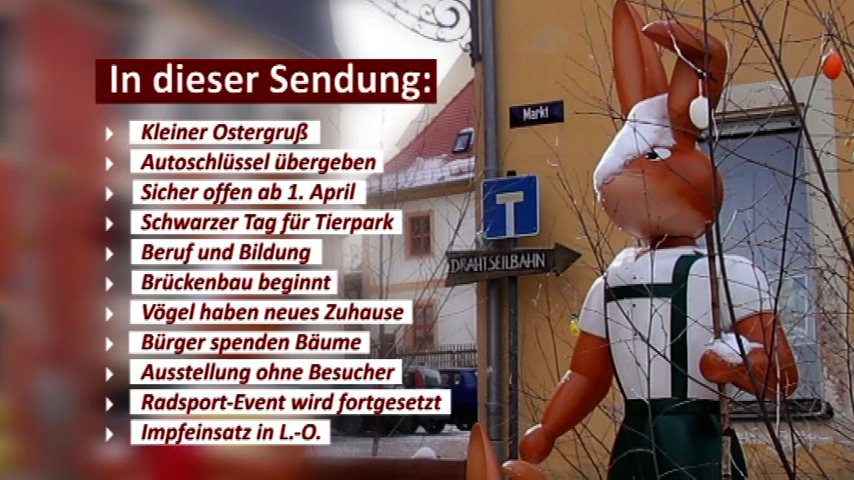 In dieser Sendung:
Kleiner Ostergruß
Autoschlüssel übergeben
Sicher offen ab 1. April
Schwarzer Tag für Tierpark
Beruf und Bildung
Brückenbau beginnt
Vögel haben neues Zuhause
Bürger spenden Bäume
Ausstellung ohne Besucher
Radsport-Event wird fortgesetzt
Impfeinsatz in L.-O.
Markt
DRAHTSEILBAHN